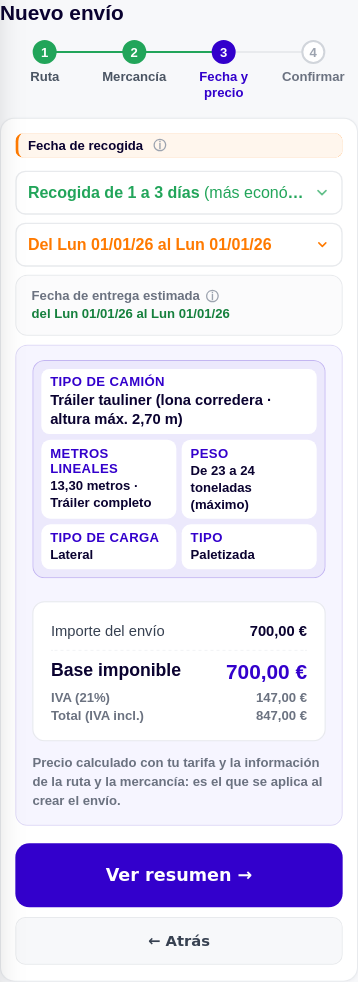 Nuevo envío
1 2 3 4
Ruta Mercancía Fecha y precio Confirmar
Fecha de recogida ⓘ
Recogida de 1 a 3 días (más econó...
Del Lun 01/01/26 al Lun 01/01/26
Fecha de entrega estimada ⓘ
del Lun 01/01/26 al Lun 01/01/26
TIPO DE CAMIÓN
Tráiler tauliner (lona corredera ·
altura máx. 2,70 m)
METROS
LINEALES
13,30 metros ·
Tráiler completo
PESO
De 23 a 24
toneladas
(máximo)
TIPO DE CARGA
Lateral
TIPO
Paletizada
Importe del envío 700,00 €
Base imponible 700,00 €
IVA (21%) 147,00 €
Total (IVA incl.) 847,00 €
Precio calculado con tu tarifa y la información
de la ruta y la mercancía: es el que se aplica al
crear el envío.
Ver resumen →
← Atrás